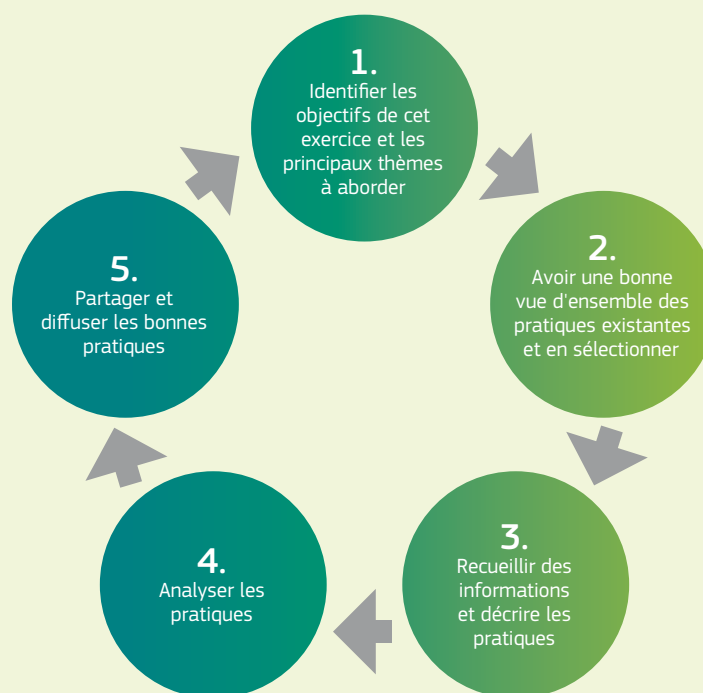 1.
Identifier les
objectifs de cet
exercice et les
principaux thèmes
à aborder
2.
Avoir une bonne
vue d'ensemble des
pratiques existantes
et en sélectionner
3.
Recueillir des
informations
et décrire les
pratiques
4.
Analyser les
pratiques
5.
Partager et
diffuser les bonnes
pratiques